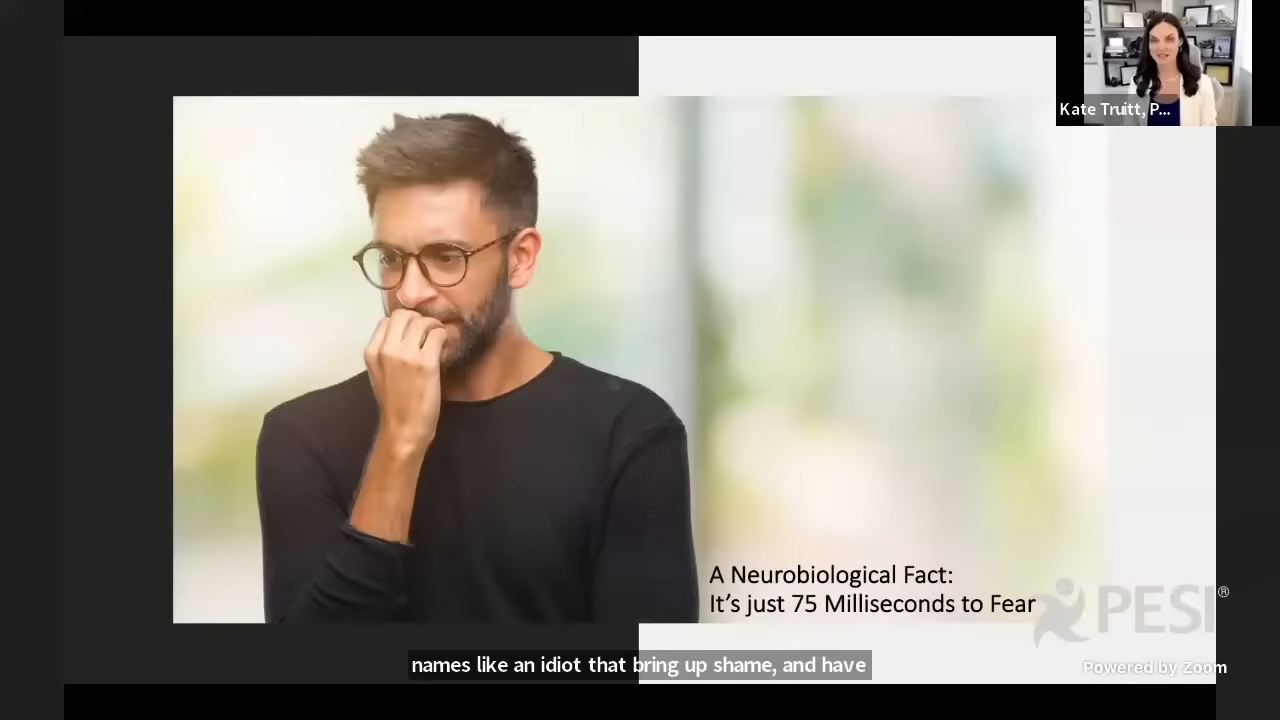 Kate Truitt, P...
A Neurobiological Fact:
It’s just 75 Milliseconds to Fear
PESI®
names like an idiot that bring up shame, and have
Powered by Zoom